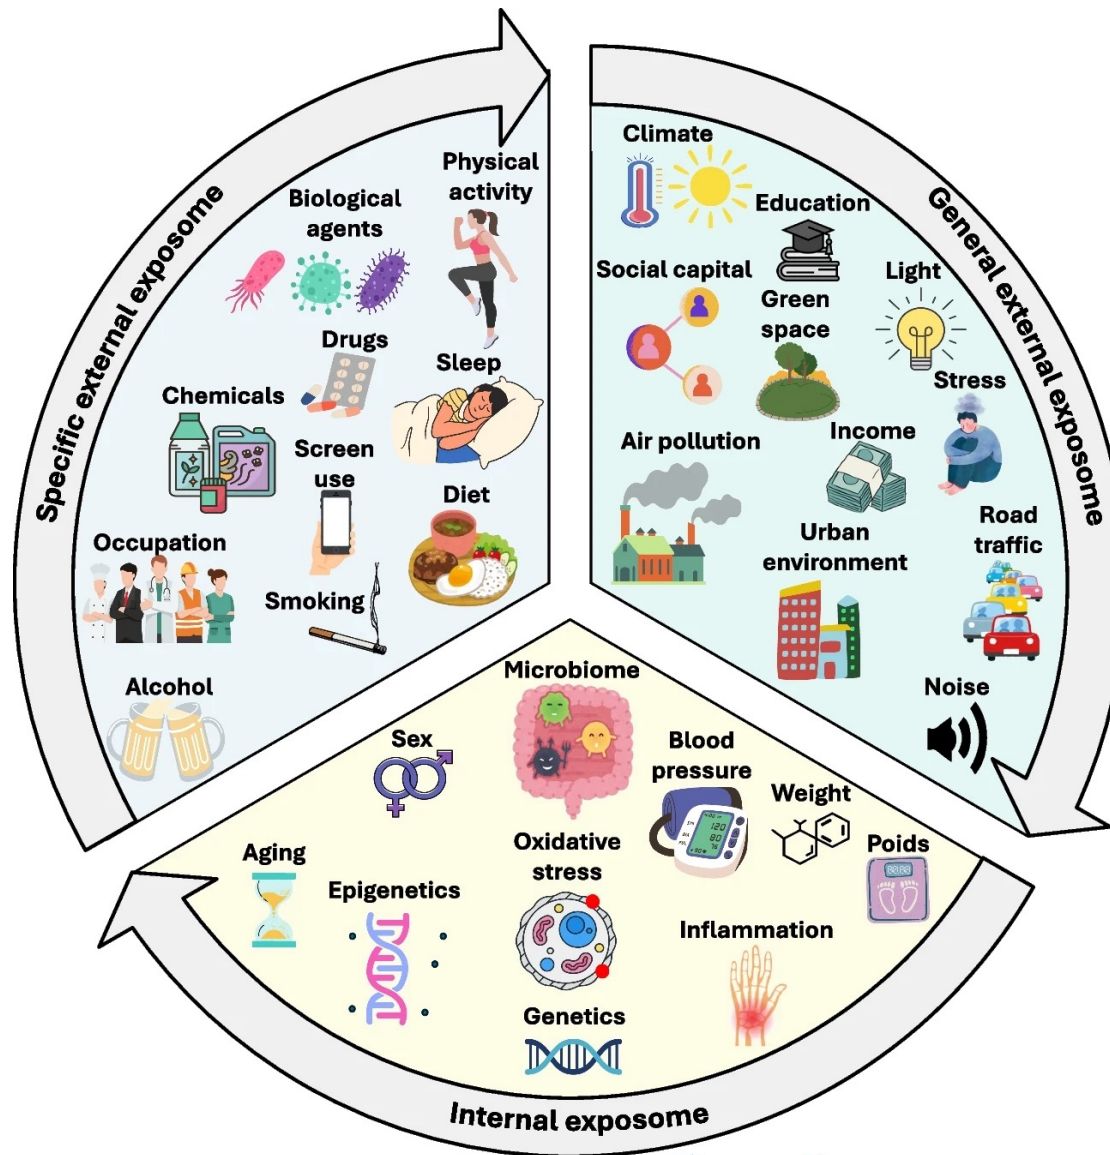 Specific external exposome
Physical
activity
Biological
agents
Drugs
Sleep
Chemicals
Screen
use
Diet
Occupation
Smoking
Alcohol
General external exposome
Climate
Education
Social capital
Light
Green
space
Stress
Air pollution
Income
Road
traffic
Urban
environment
Noise
Internal exposome
Microbiome
Sex
Blood
pressure
Weight
Oxidative
stress
Poids
Aging
Epigenetics
Inflammation
Genetics
120
80